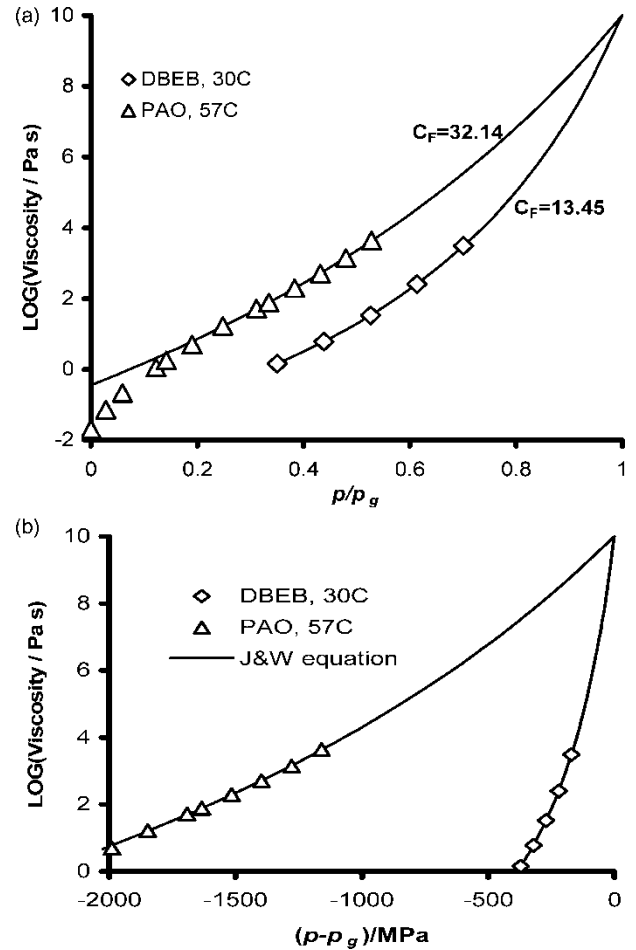 (a)
◇ DBEB, 30C
△ PAO, 57C
C_F=32.14
C_F=13.45
LOG(Viscosity / Pa s)
10
8
6
4
2
0
-2
0 0.2 0.4 0.6 0.8 1
p/p_g
(b)
◇ DBEB, 30C
△ PAO, 57C
J&W equation
LOG(Viscosity / Pa s)
10
8
6
4
2
0
-2000 -1500 -1000 -500 0
(p-p_g)/MPa